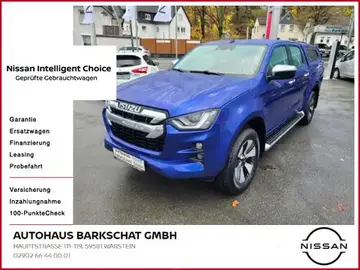 Nissan Intelligent Choice
Geprüfte Gebrauchtwagen
Garantie
Ersatzwagen
Finanzierung
Leasing
Probefahrt
Versicherung
Inzahlungnahme
100-PunkteCheck
ISUZU
AUTOHAUS BARKSCHAT GMBH
HAUPTSTRASSE 111-119, 59581 WARSTEIN
02902 66 44 00 01
NISSAN